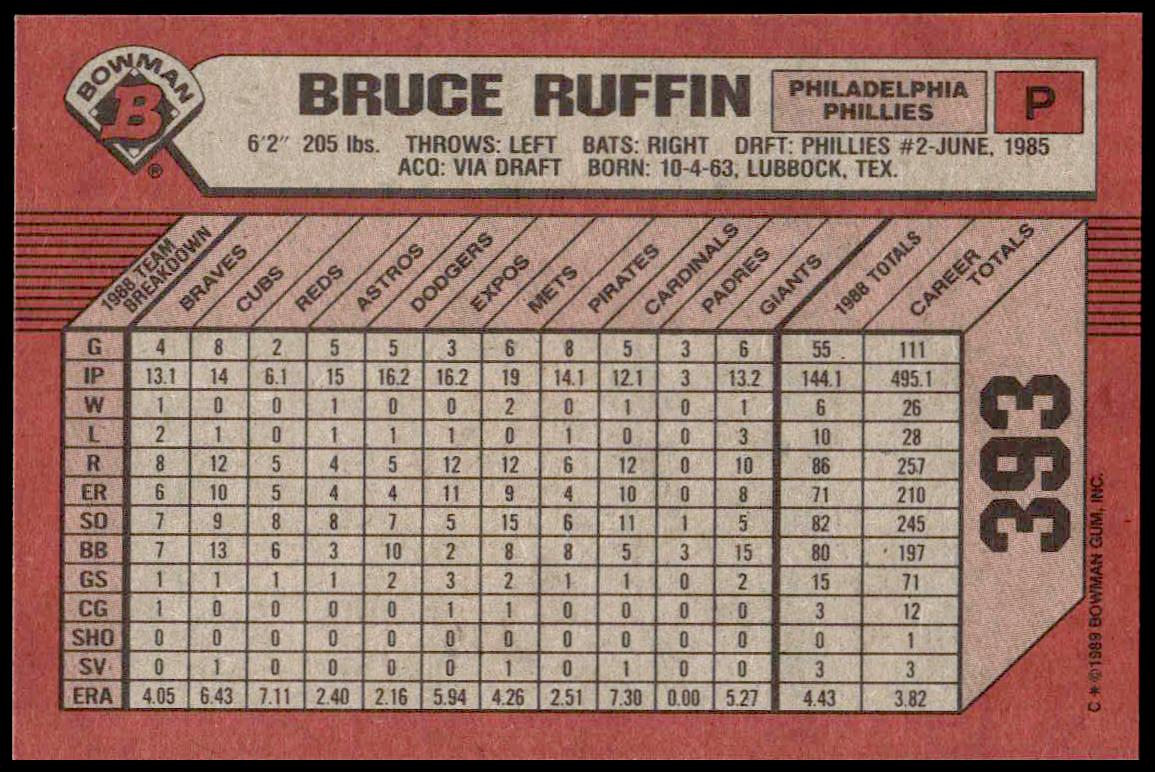 BOWMAN
B
®
BRUCE RUFFIN
PHILADELPHIA
PHILLIES
P
6'2" 205 lbs. THROWS: LEFT BATS: RIGHT DRFT: PHILLIES #2-JUNE, 1985
ACQ: VIA DRAFT BORN: 10-4-63, LUBBOCK, TEX.
1988 TEAM BREAKDOWN BRAVES CUBS REDS ASTROS DODGERS EXPOS METS PIRATES CARDINALS PADRES GIANTS 1988 TOTALS CAREER TOTALS
G 4 8 2 5 5 3 6 8 5 3 6 55 111
IP 13.1 14 6.1 15 16.2 16.2 19 14.1 12.1 3 13.2 144.1 495.1
W 1 0 0 1 0 0 2 0 1 0 1 6 26
L 2 1 0 1 1 1 0 1 0 0 3 10 28
R 8 12 5 4 5 12 12 6 12 0 10 86 257
ER 6 10 5 4 4 11 9 4 10 0 8 71 210
SO 7 9 8 8 7 5 15 6 11 1 5 82 245
BB 7 13 6 3 10 2 8 8 5 3 15 80 197
GS 1 1 1 1 2 3 2 1 1 0 2 15 71
CG 1 0 0 0 0 1 1 0 0 0 0 3 12
SHO 0 0 0 0 0 0 0 0 0 0 0 0 1
SV 0 1 0 0 0 0 1 0 1 0 0 3 3
ERA 4.05 6.43 7.11 2.40 2.16 5.94 4.26 2.51 7.30 0.00 5.27 4.43 3.82
393
C * © 1989 BOWMAN GUM, INC.